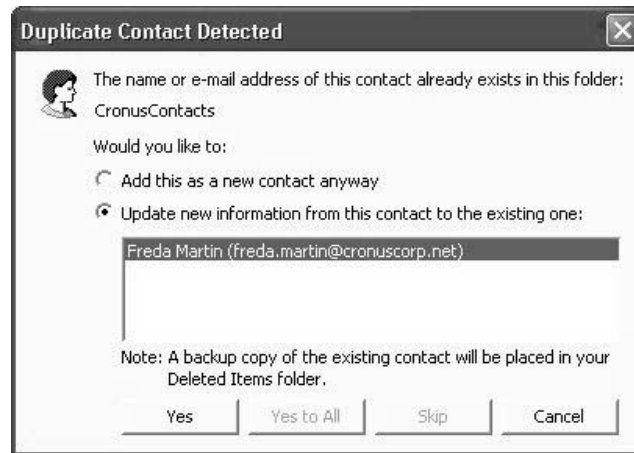 Duplicate Contact Detected
The name or e-mail address of this contact already exists in this folder:
CronusContacts
Would you like to:
Add this as a new contact anyway
Update new information from this contact to the existing one:
Freda Martin (freda.martin@cronuscorp.net)
Note: A backup copy of the existing contact will be placed in your
Deleted Items folder.
Yes Yes to All Skip Cancel